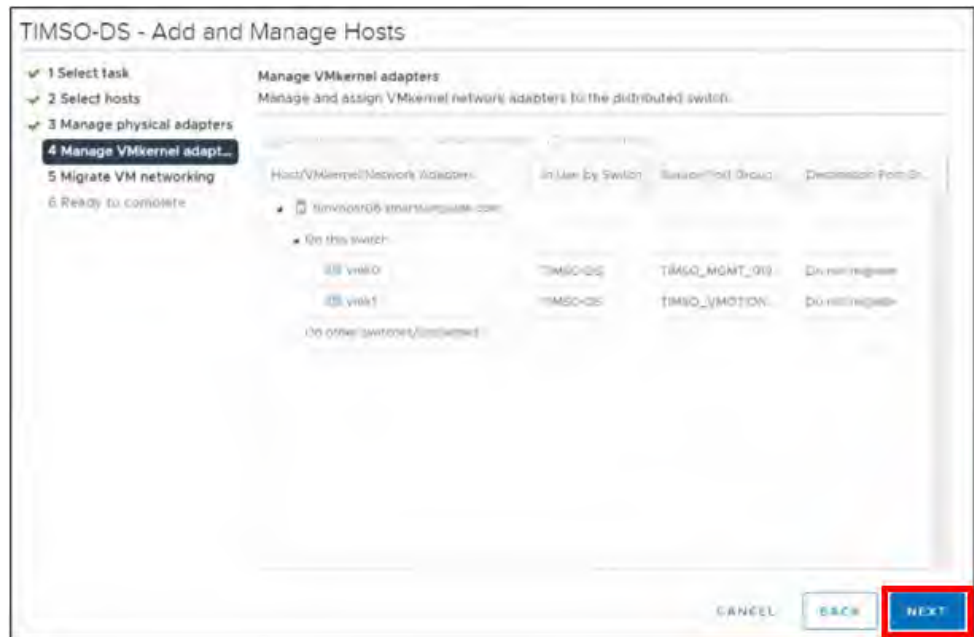 TIMSO-DS - Add and Manage Hosts
1 Select task
2 Select hosts
3 Manage physical adapters
4 Manage VMkernel adapt...
5 Migrate VM networking
6 Ready to complete
Manage VMkernel adapters
Manage and assign VMkernel network adapters to the distributed switch.
Host/VMkernel Network Adapters In Use by Switch Source Port Group Destination Port Gr...
On this switch
vmk0 TIMSO-DS TIMSO_MGMT_ Do not migrate
vmk1 TIMSO-DS TIMSO_VMOTION... Do not migrate
On other switches/unclaimed
CANCEL BACK NEXT